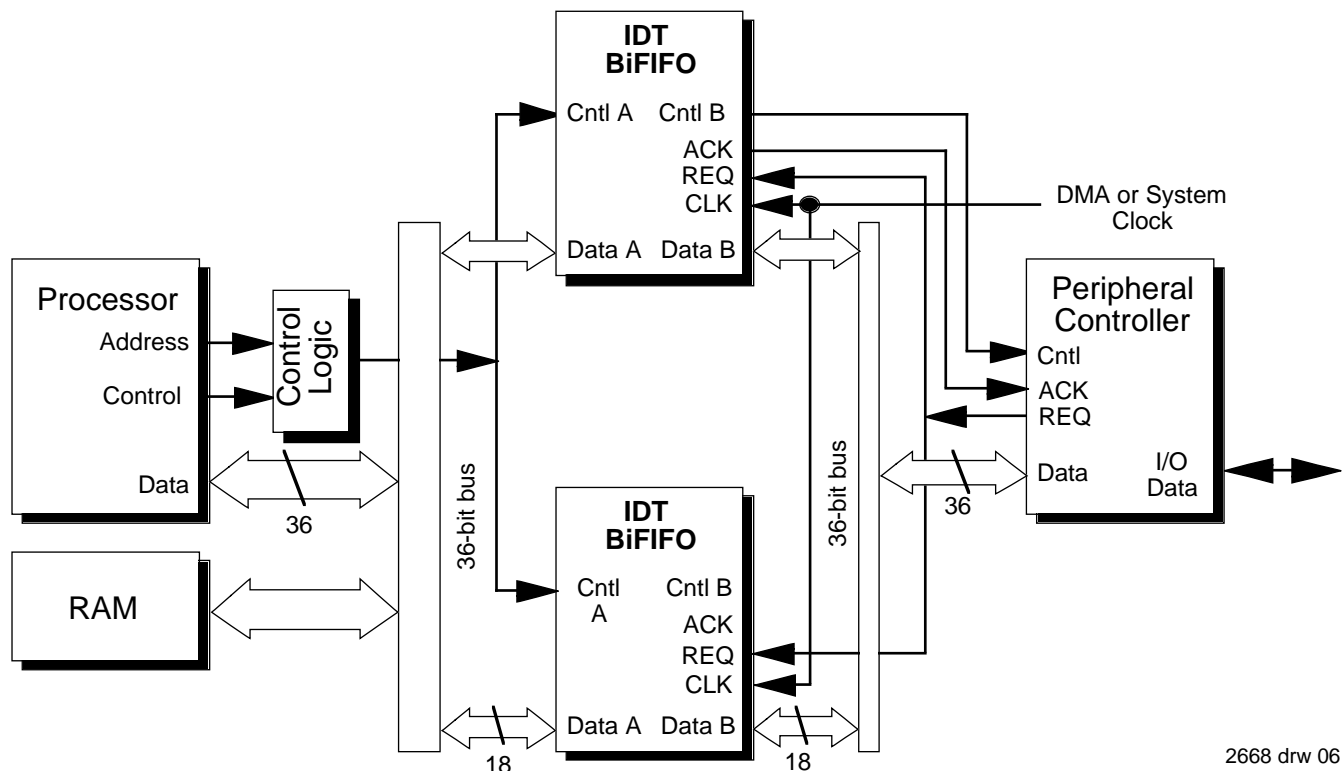 IDT
BiFIFO
Cntl A
Cntl B
ACK
REQ
CLK
Data A
Data B
DMA or System
Clock
Processor
Address
Control
Data
36
Control
Logic
36-bit bus
RAM
IDT
BiFIFO
Cntl
A
Cntl B
ACK
REQ
CLK
Data A
Data B
18
18
36-bit bus
36
Peripheral
Controller
Cntl
ACK
REQ
Data
I/O
Data
2668 drw 06